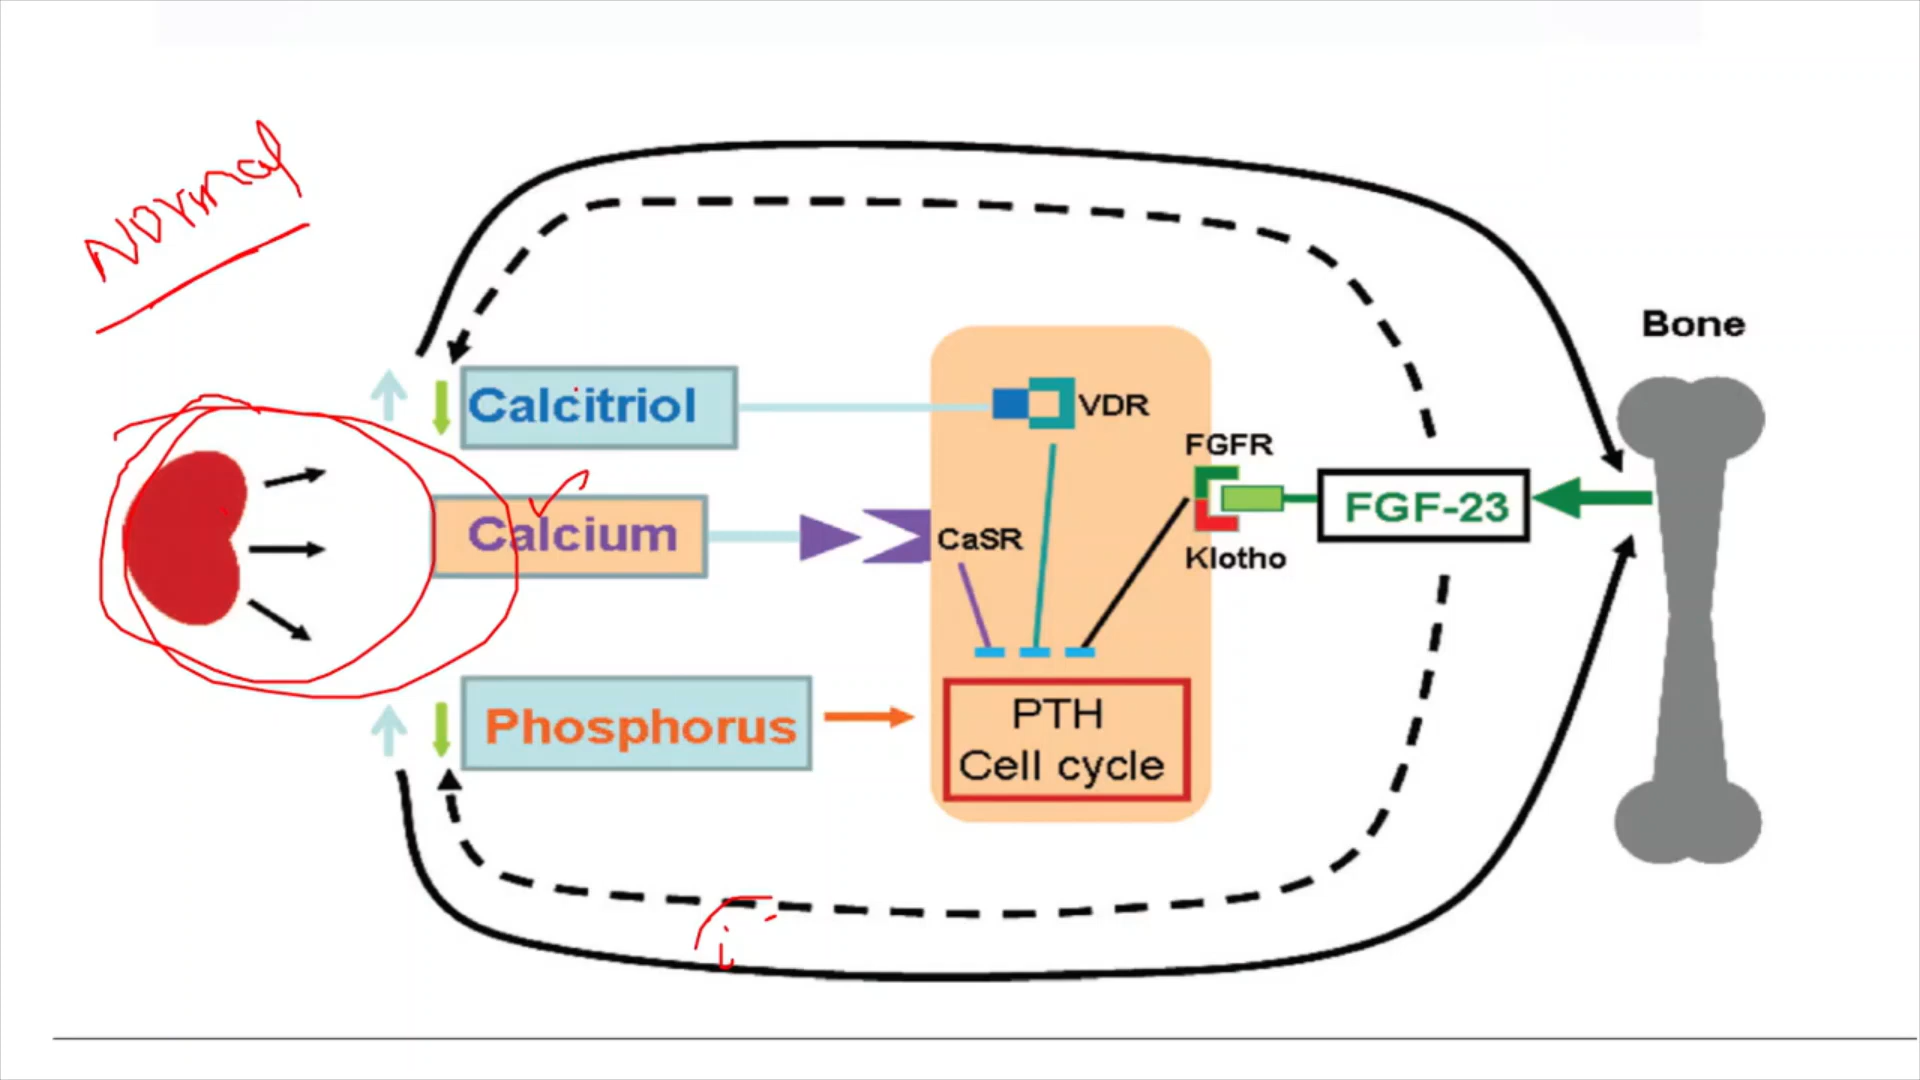 Normal
Bone
Calcitriol
VDR
FGFR
FGF-23
Calcium
CaSR
Klotho
Phosphorus
PTH
Cell cycle